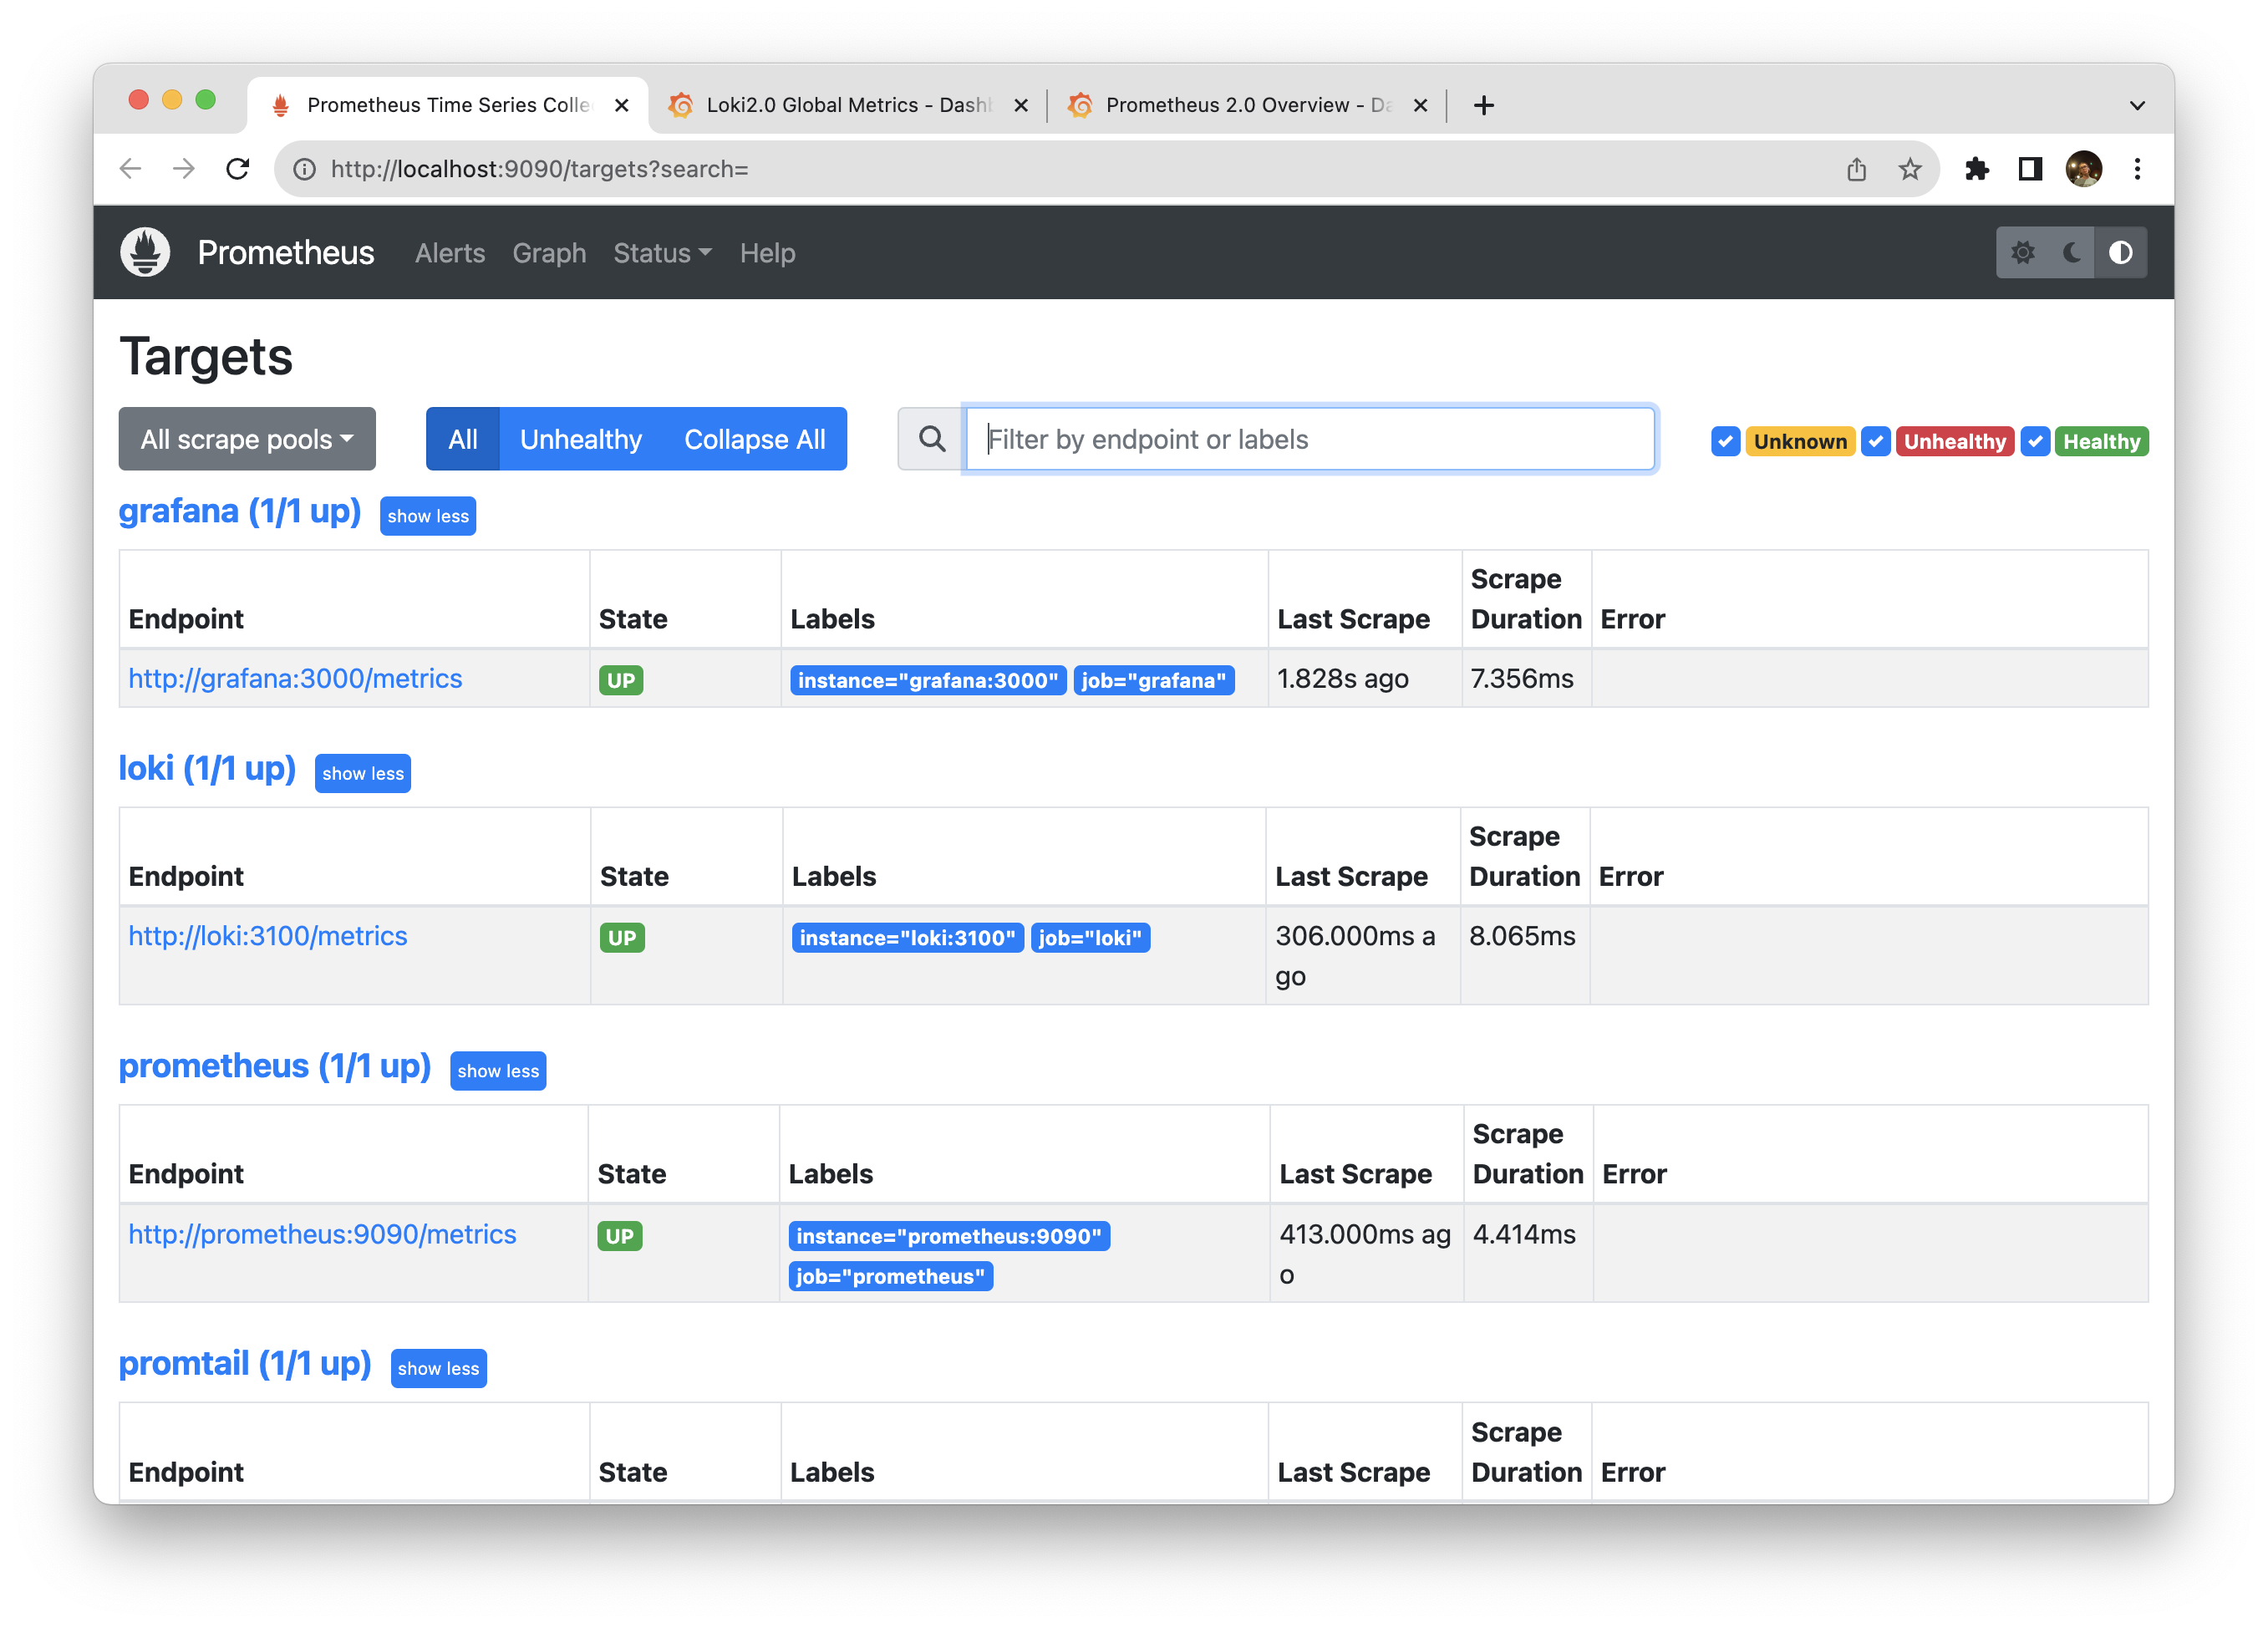 Prometheus Time Series Colle
Loki2.0 Global Metrics - Dashb
Prometheus 2.0 Overview - Da
http://localhost:9090/targets?search=
Prometheus Alerts Graph Status Help
Targets
All scrape pools All Unhealthy Collapse All Filter by endpoint or labels Unknown Unhealthy Healthy
grafana (1/1 up) show less
Endpoint State Labels Last Scrape Scrape Duration Error
http://grafana:3000/metrics UP instance="grafana:3000" job="grafana" 1.828s ago 7.356ms
loki (1/1 up) show less
Endpoint State Labels Last Scrape Scrape Duration Error
http://loki:3100/metrics UP instance="loki:3100" job="loki" 306.000ms a 8.065ms
go
prometheus (1/1 up) show less
Endpoint State Labels Last Scrape Scrape Duration Error
http://prometheus:9090/metrics UP instance="prometheus:9090" 413.000ms ag 4.414ms
job="prometheus" o
promtail (1/1 up) show less
Endpoint State Labels Last Scrape Scrape Duration Error